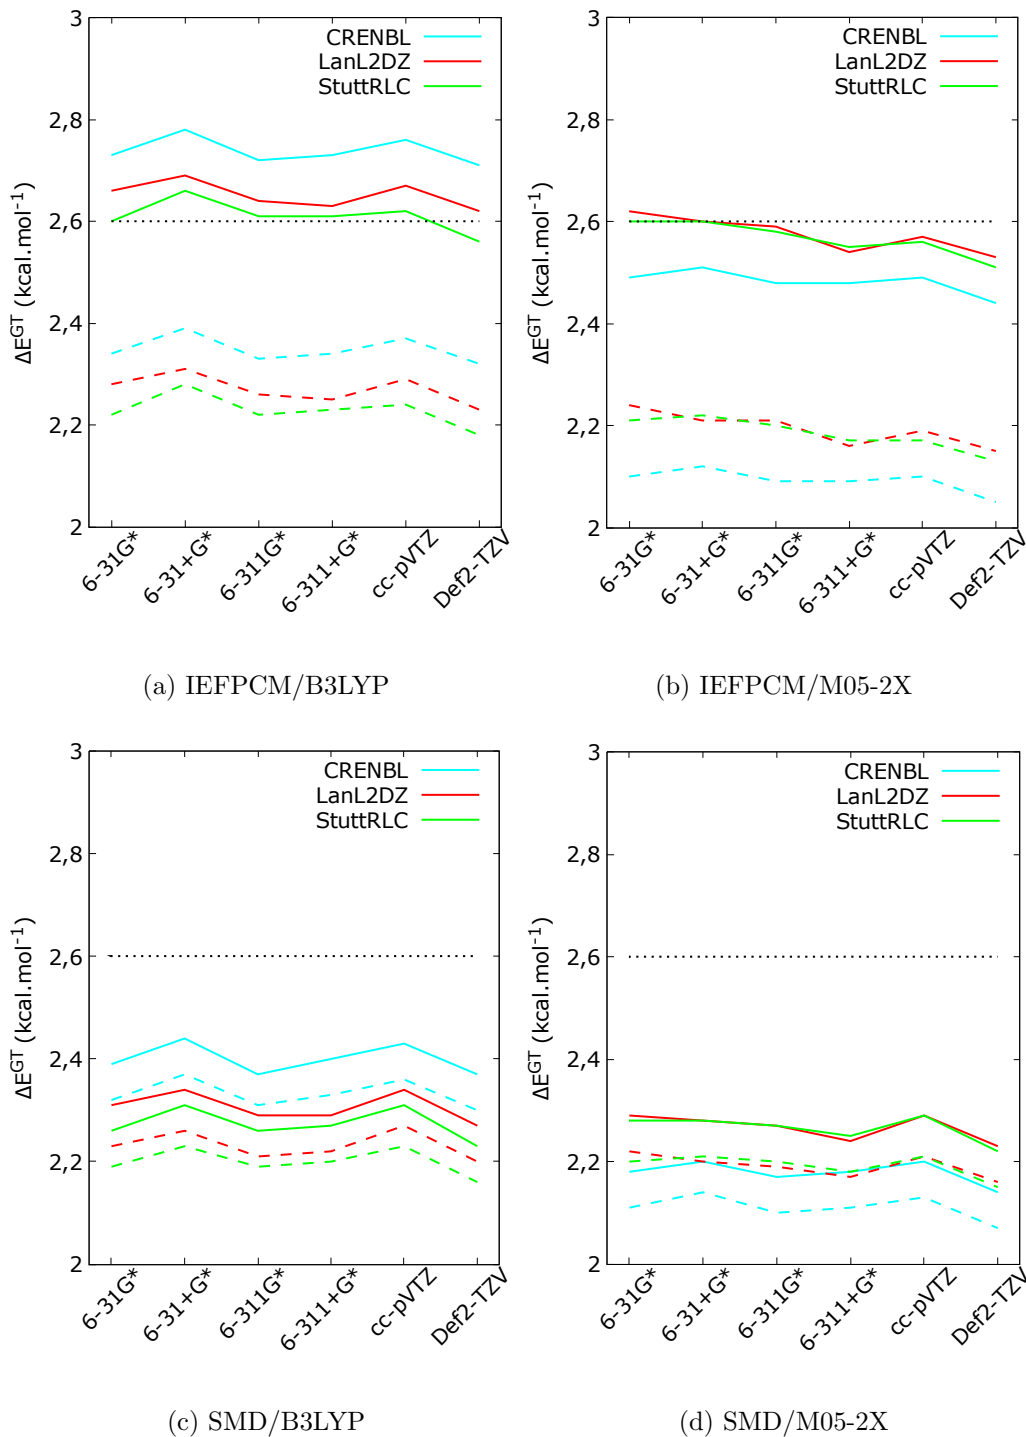 3
CRENBL
LanL2DZ
StuttRLC
2,8
2,6
2,4
2,2
2
ΔE^GT (kcal.mol^-1)
6-31G*
6-31+G*
6-311G*
6-311+G*
cc-pVTZ
Def2-TZV
(a) IEFPCM/B3LYP
3
CRENBL
LanL2DZ
StuttRLC
2,8
2,6
2,4
2,2
2
ΔE^GT (kcal.mol^-1)
6-31G*
6-31+G*
6-311G*
6-311+G*
cc-pVTZ
Def2-TZV
(b) IEFPCM/M05-2X
3
CRENBL
LanL2DZ
StuttRLC
2,8
2,6
2,4
2,2
2
ΔE^GT (kcal.mol^-1)
6-31G*
6-31+G*
6-311G*
6-311+G*
cc-pVTZ
Def2-TZV
(c) SMD/B3LYP
3
CRENBL
LanL2DZ
StuttRLC
2,8
2,6
2,4
2,2
2
ΔE^GT (kcal.mol^-1)
6-31G*
6-31+G*
6-311G*
6-311+G*
cc-pVTZ
Def2-TZV
(d) SMD/M05-2X